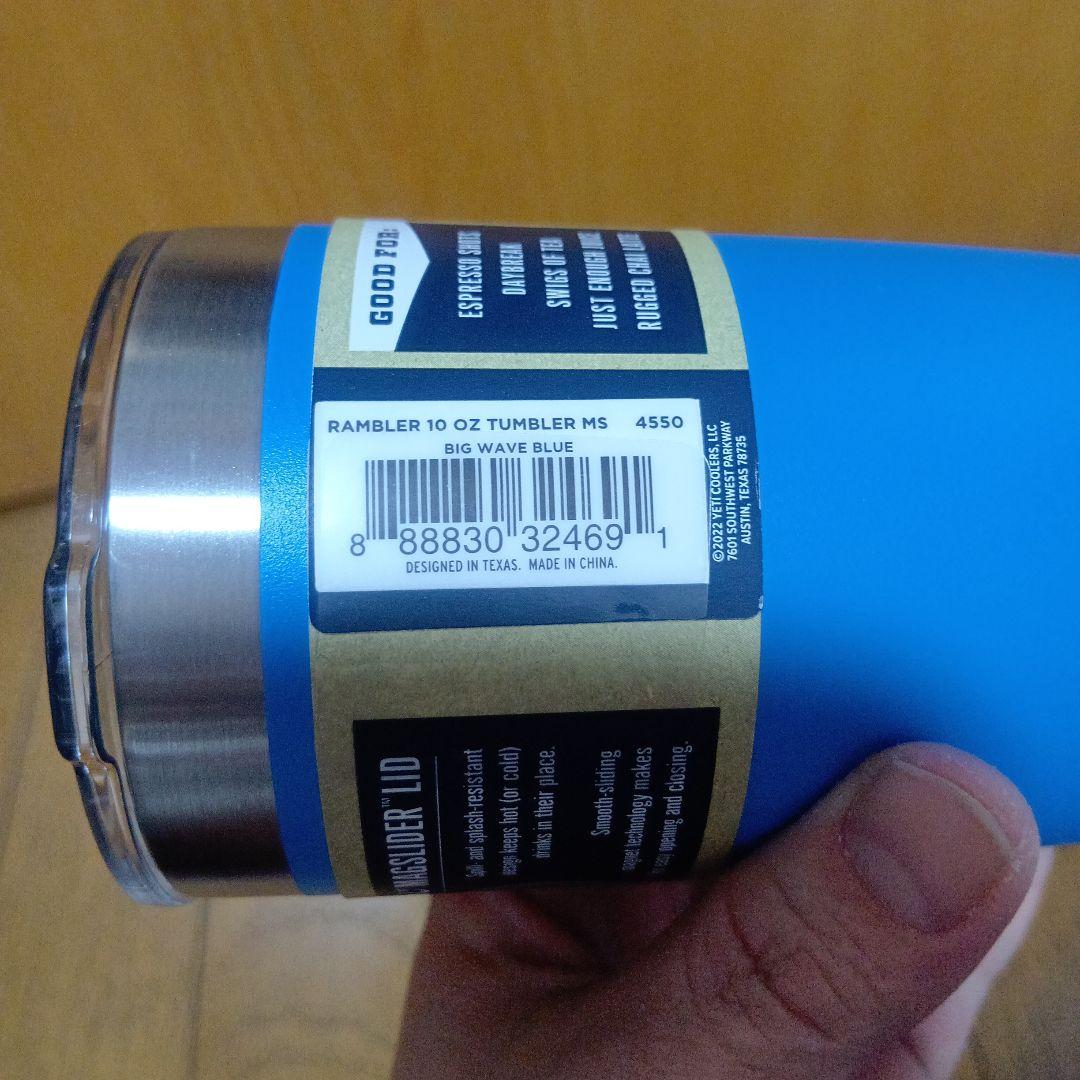 GOOD FOR:
ESPRESSO SHOTS
DAYBREAK
SWIGS OF TEA
JUST ENOUGH JUICE
RUGGED CHAI LATTE
RAMBLER 10 OZ TUMBLER MS 4550
BIG WAVE BLUE
8 88830 32469 1
DESIGNED IN TEXAS. MADE IN CHINA.
©2022 YETI COOLERS, LLC
7601 SOUTHWEST PARKWAY
AUSTIN, TEXAS 78735
MAGSLIDER™ LID
and splash-resistant
keeps hot (or cold)
drinks in their place.
Smooth-sliding
technology makes
opening and closing.